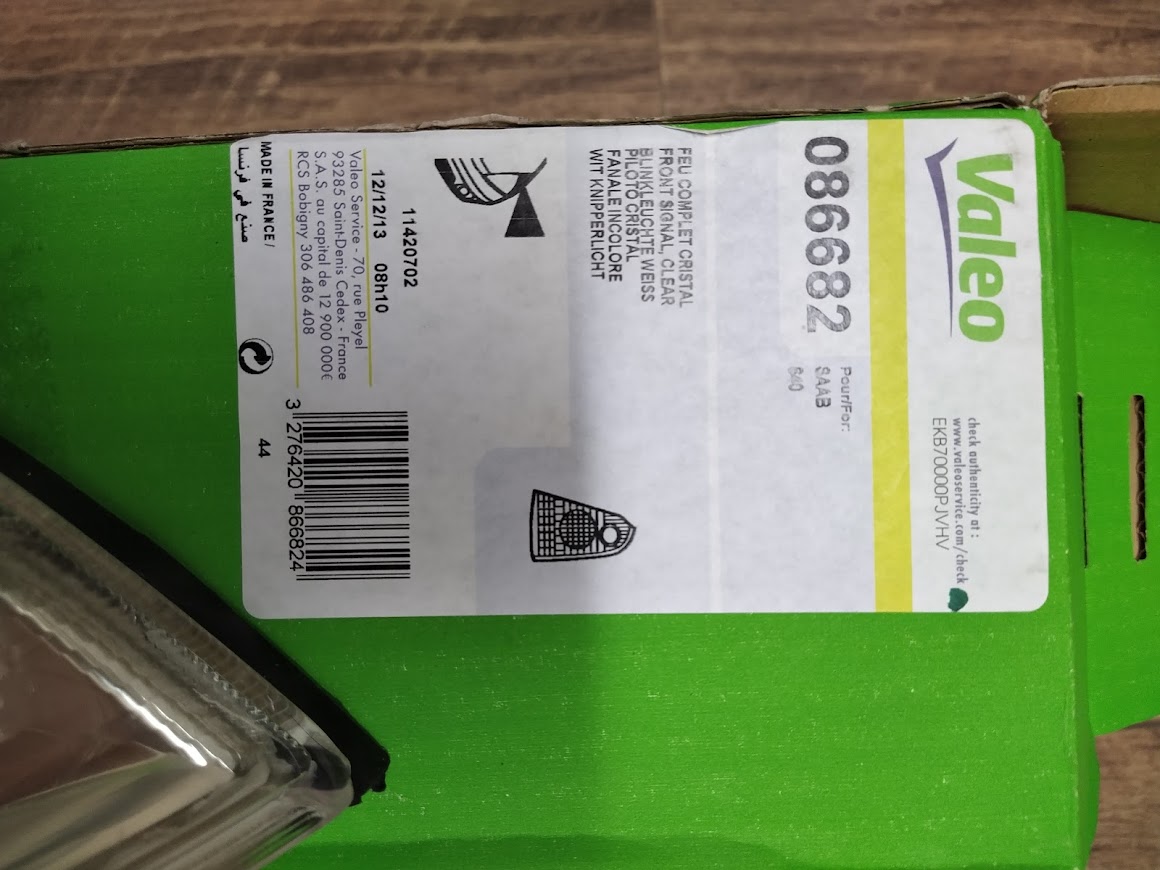 Valeo
check authenticity at :
www.valeoservice.com/check
EKB70000PJVHV
086682
Pour/For:
SAAB
640
FEU COMPLET CRISTAL
FRONT SIGNAL, CLEAR
BLINKLEUCHTE WEISS
PILOTO CRISTAL
FANALE INCOLORE
WIT KNIPPERLICHT
11420702
12/12/13 08h10
Valeo Service - 70, rue Pleyel
93285 Saint-Denis Cedex - France
S.A.S. au capital de 12 900 000€
RCS Bobigny 306 486 408
MADE IN FRANCE /
صنع في فرنسا
44
3 276420 866824